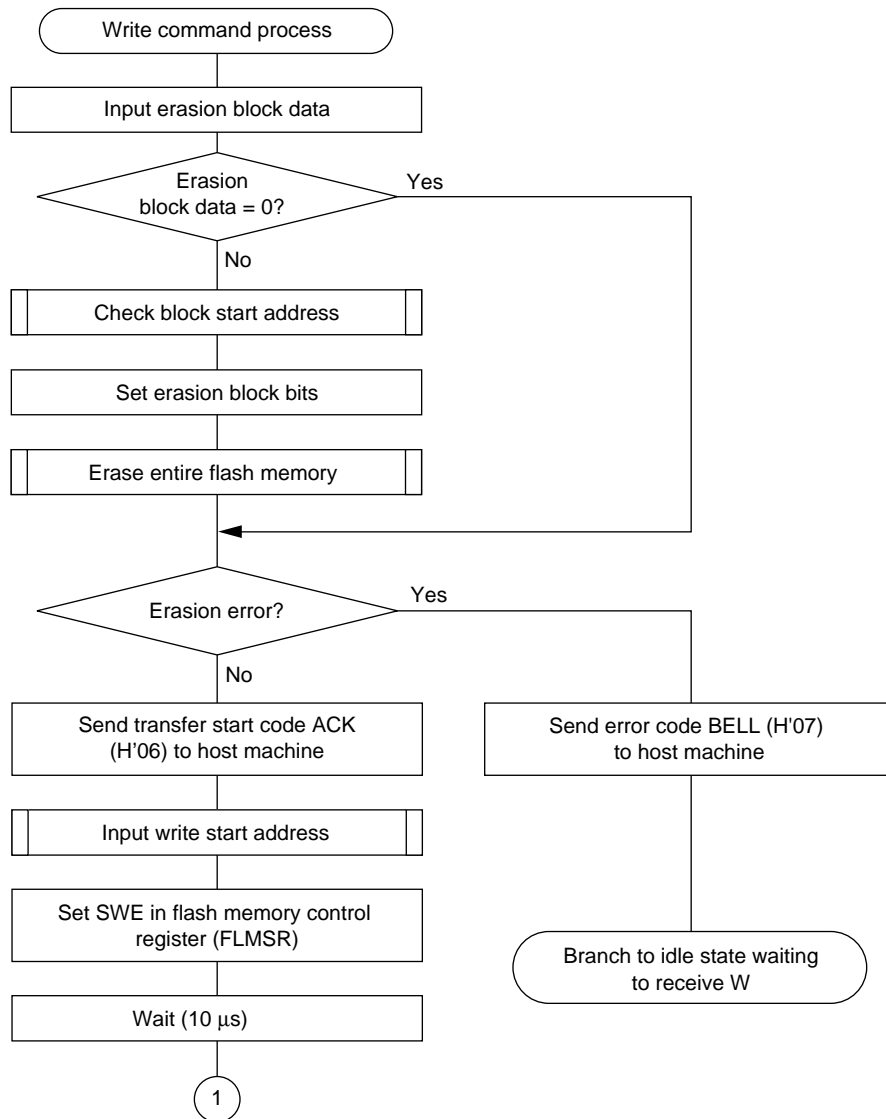 Write command process
Input erasion block data
Erasion
block data = 0?
Yes
No
Check block start address
Set erasion block bits
Erase entire flash memory
Erasion error?
Yes
No
Send transfer start code ACK
(H'06) to host machine
Send error code BELL (H'07)
to host machine
Input write start address
Set SWE in flash memory control
register (FLMSR)
Branch to idle state waiting
to receive W
Wait (10 μs)
1